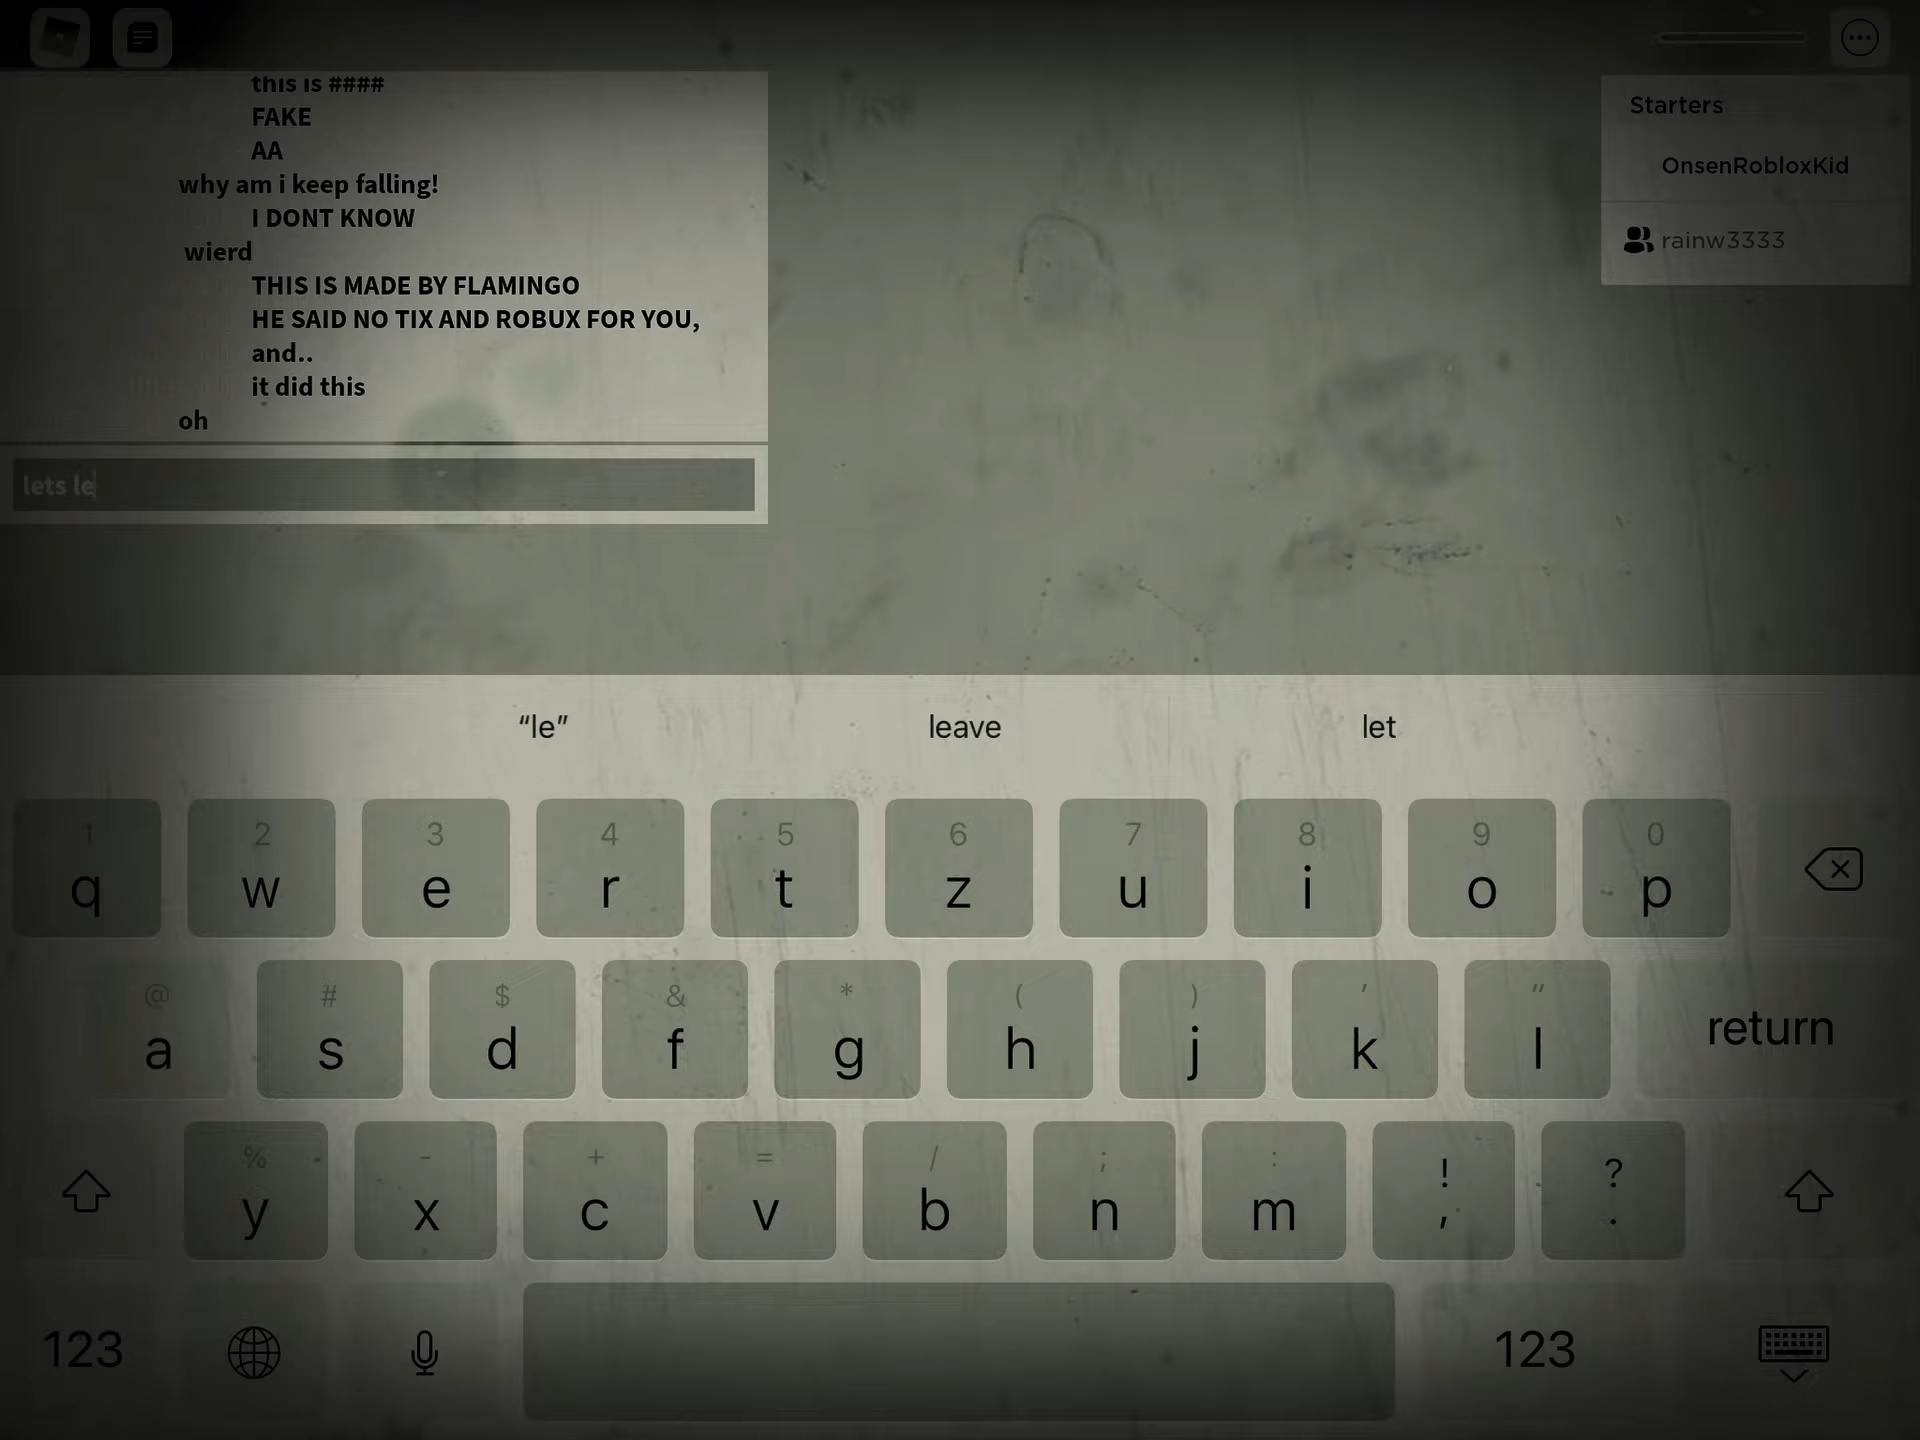 this is ####
FAKE
AA
why am i keep falling!
I DONT KNOW
wierd
THIS IS MADE BY FLAMINGO
HE SAID NO TIX AND ROBUX FOR YOU,
and..
it did this
oh
lets le
Starters
OnsenRobloxKid
rainw3333
“le” leave let
1 2 3 4 5 6 7 8 9 0
q w e r t z u i o p
@ # $ & * ( ) ' "
a s d f g h j k l return
% - + = / ; : ! ?
y x c v b n m , .
123 123